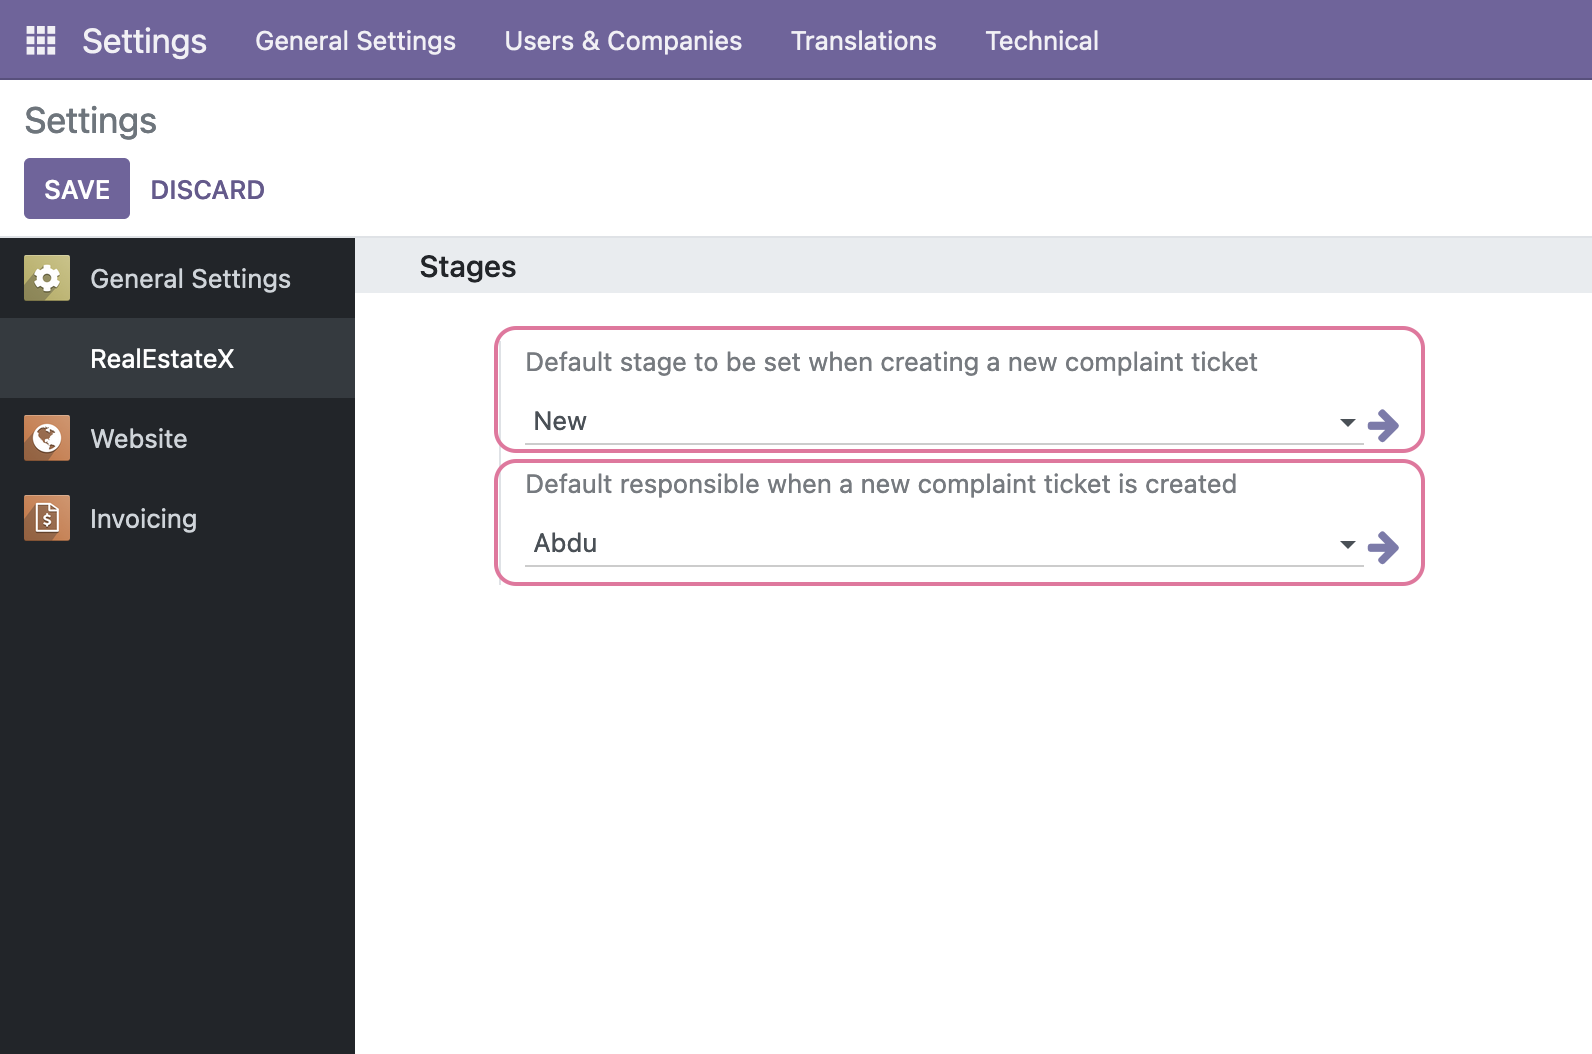 Settings General Settings Users & Companies Translations Technical
Settings
SAVE DISCARD
General Settings
RealEstateX
Website
Invoicing
Stages
Default stage to be set when creating a new complaint ticket
New
Default responsible when a new complaint ticket is created
Abdu